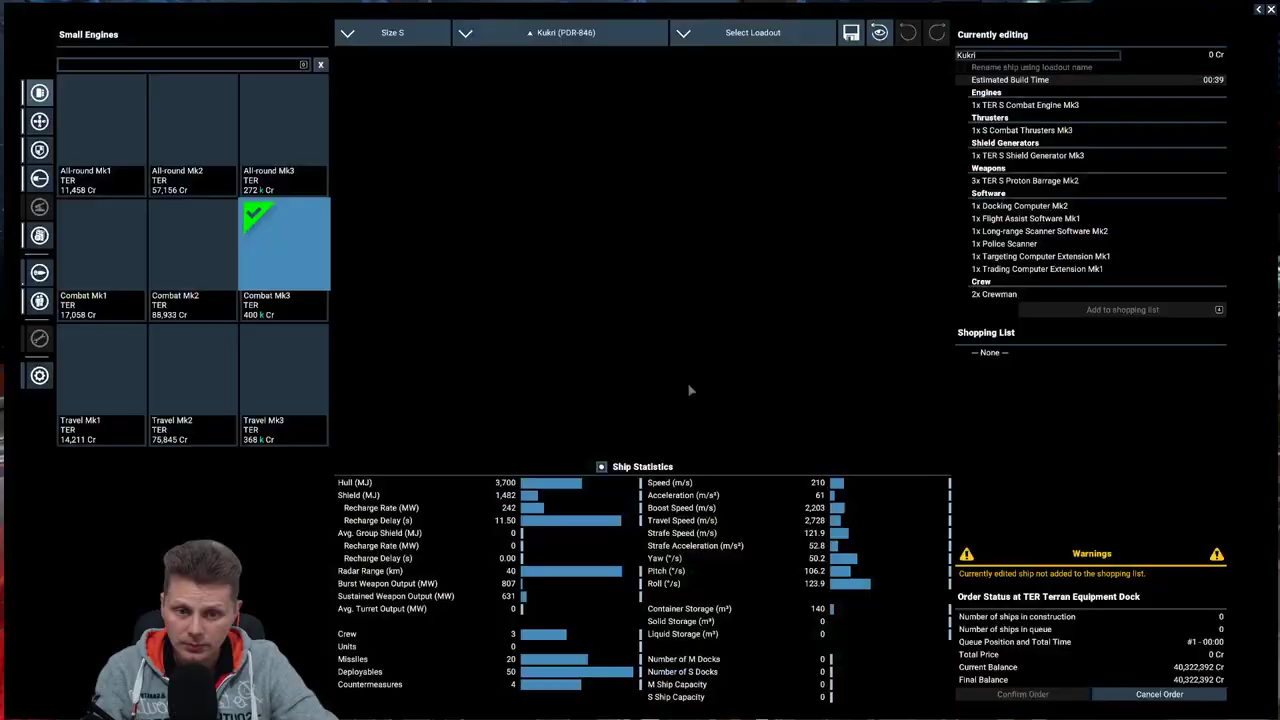 Small Engines
X
All-round Mk1
TER
11,458 Cr
All-round Mk2
TER
57,156 Cr
All-round Mk3
TER
272 k Cr
Combat Mk1
TER
17,058 Cr
Combat Mk2
TER
88,933 Cr
Combat Mk3
TER
400 k Cr
Travel Mk1
TER
14,211 Cr
Travel Mk2
TER
75,845 Cr
Travel Mk3
TER
368 k Cr
Size S
▲ Kukri (PDR-846)
Select Loadout
Ship Statistics
Hull (MJ) 3,700
Shield (MJ) 1,482
Recharge Rate (MW) 242
Recharge Delay (s) 11.50
Avg. Group Shield (MJ) 0
Recharge Rate (MW) 0
Recharge Delay (s) 0.00
Radar Range (km) 40
Burst Weapon Output (MW) 807
Sustained Weapon Output (MW) 631
Avg. Turret Output (MW) 0
Crew 3
Units 0
Missiles 20
Deployables 50
Countermeasures 4
Speed (m/s) 210
Acceleration (m/s²) 61
Boost Speed (m/s) 2,203
Travel Speed (m/s) 2,728
Strafe Speed (m/s) 121.9
Strafe Acceleration (m/s²) 52.8
Yaw (°/s) 50.2
Pitch (°/s) 106.2
Roll (°/s) 123.9
Container Storage (m³) 140
Solid Storage (m³) 0
Liquid Storage (m³) 0
Number of M Docks 0
Number of S Docks 0
M Ship Capacity 0
S Ship Capacity 0
Currently editing
Kukri 0 Cr
Rename ship using loadout name
Estimated Build Time 00:39
Engines
1x TER S Combat Engine Mk3
Thrusters
1x S Combat Thrusters Mk3
Shield Generators
1x TER S Shield Generator Mk3
Weapons
3x TER S Proton Barrage Mk2
Software
1x Docking Computer Mk2
1x Flight Assist Software Mk1
1x Long-range Scanner Software Mk2
1x Police Scanner
1x Targeting Computer Extension Mk1
1x Trading Computer Extension Mk1
Crew
2x Crewman
Add to shopping list
Shopping List
— None —
Warnings
Currently edited ship not added to the shopping list.
Order Status at TER Terran Equipment Dock
Number of ships in construction 0
Number of ships in queue 0
Queue Position and Total Time #1 - 00:00
Total Price 0 Cr
Current Balance 40,322,392 Cr
Final Balance 40,322,392 Cr
Confirm Order
Cancel Order